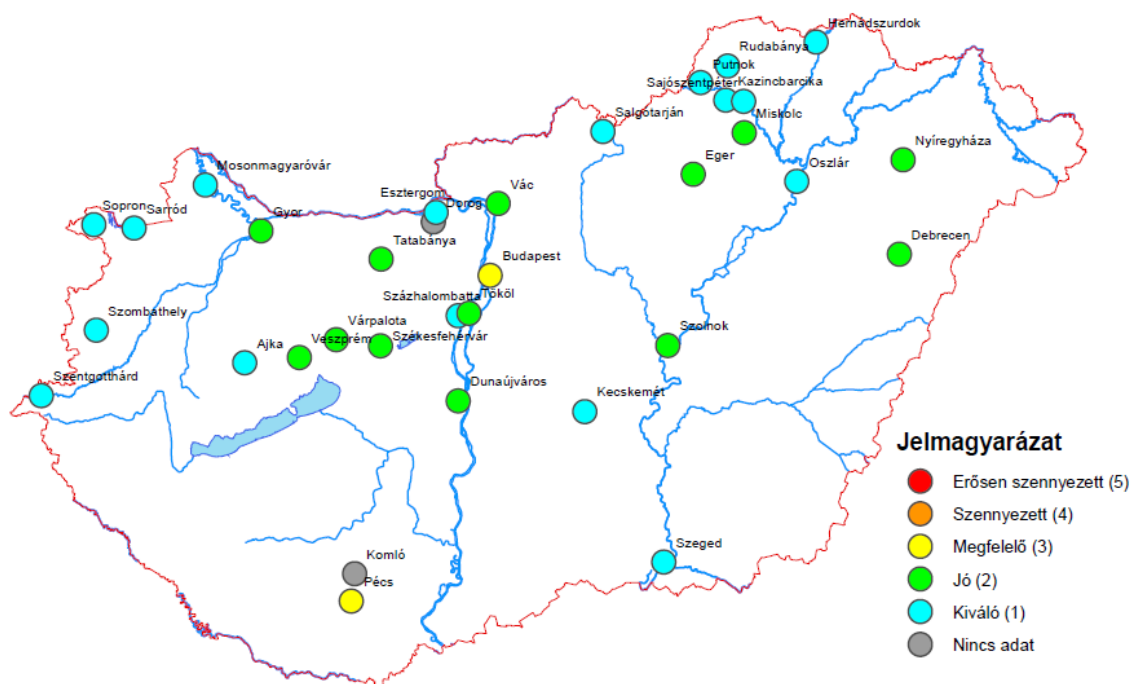 Hernádszurdok
Rudabánya
Putnok
Sajószentpéter
Kazincbarcika
Salgótarján
Miskolc
Nyíregyháza
Eger
Oszlár
Mosonmagyaróvár
Esztergom
Vác
Dorog
Sopron
Sarród
Gyor
Debrecen
Tatabánya
Budapest
Százhalombatta
Tököl
Szombathely
Várpalota
Ajka
Veszprém
Székesfehérvár
Szolnok
Szentgotthárd
Dunaújváros
Kecskemét
Jelmagyarázat
Erősen szennyezett (5)
Szennyezett (4)
Megfelelő (3)
Szeged
Komló
Jó (2)
Pécs
Kiváló (1)
Nincs adat